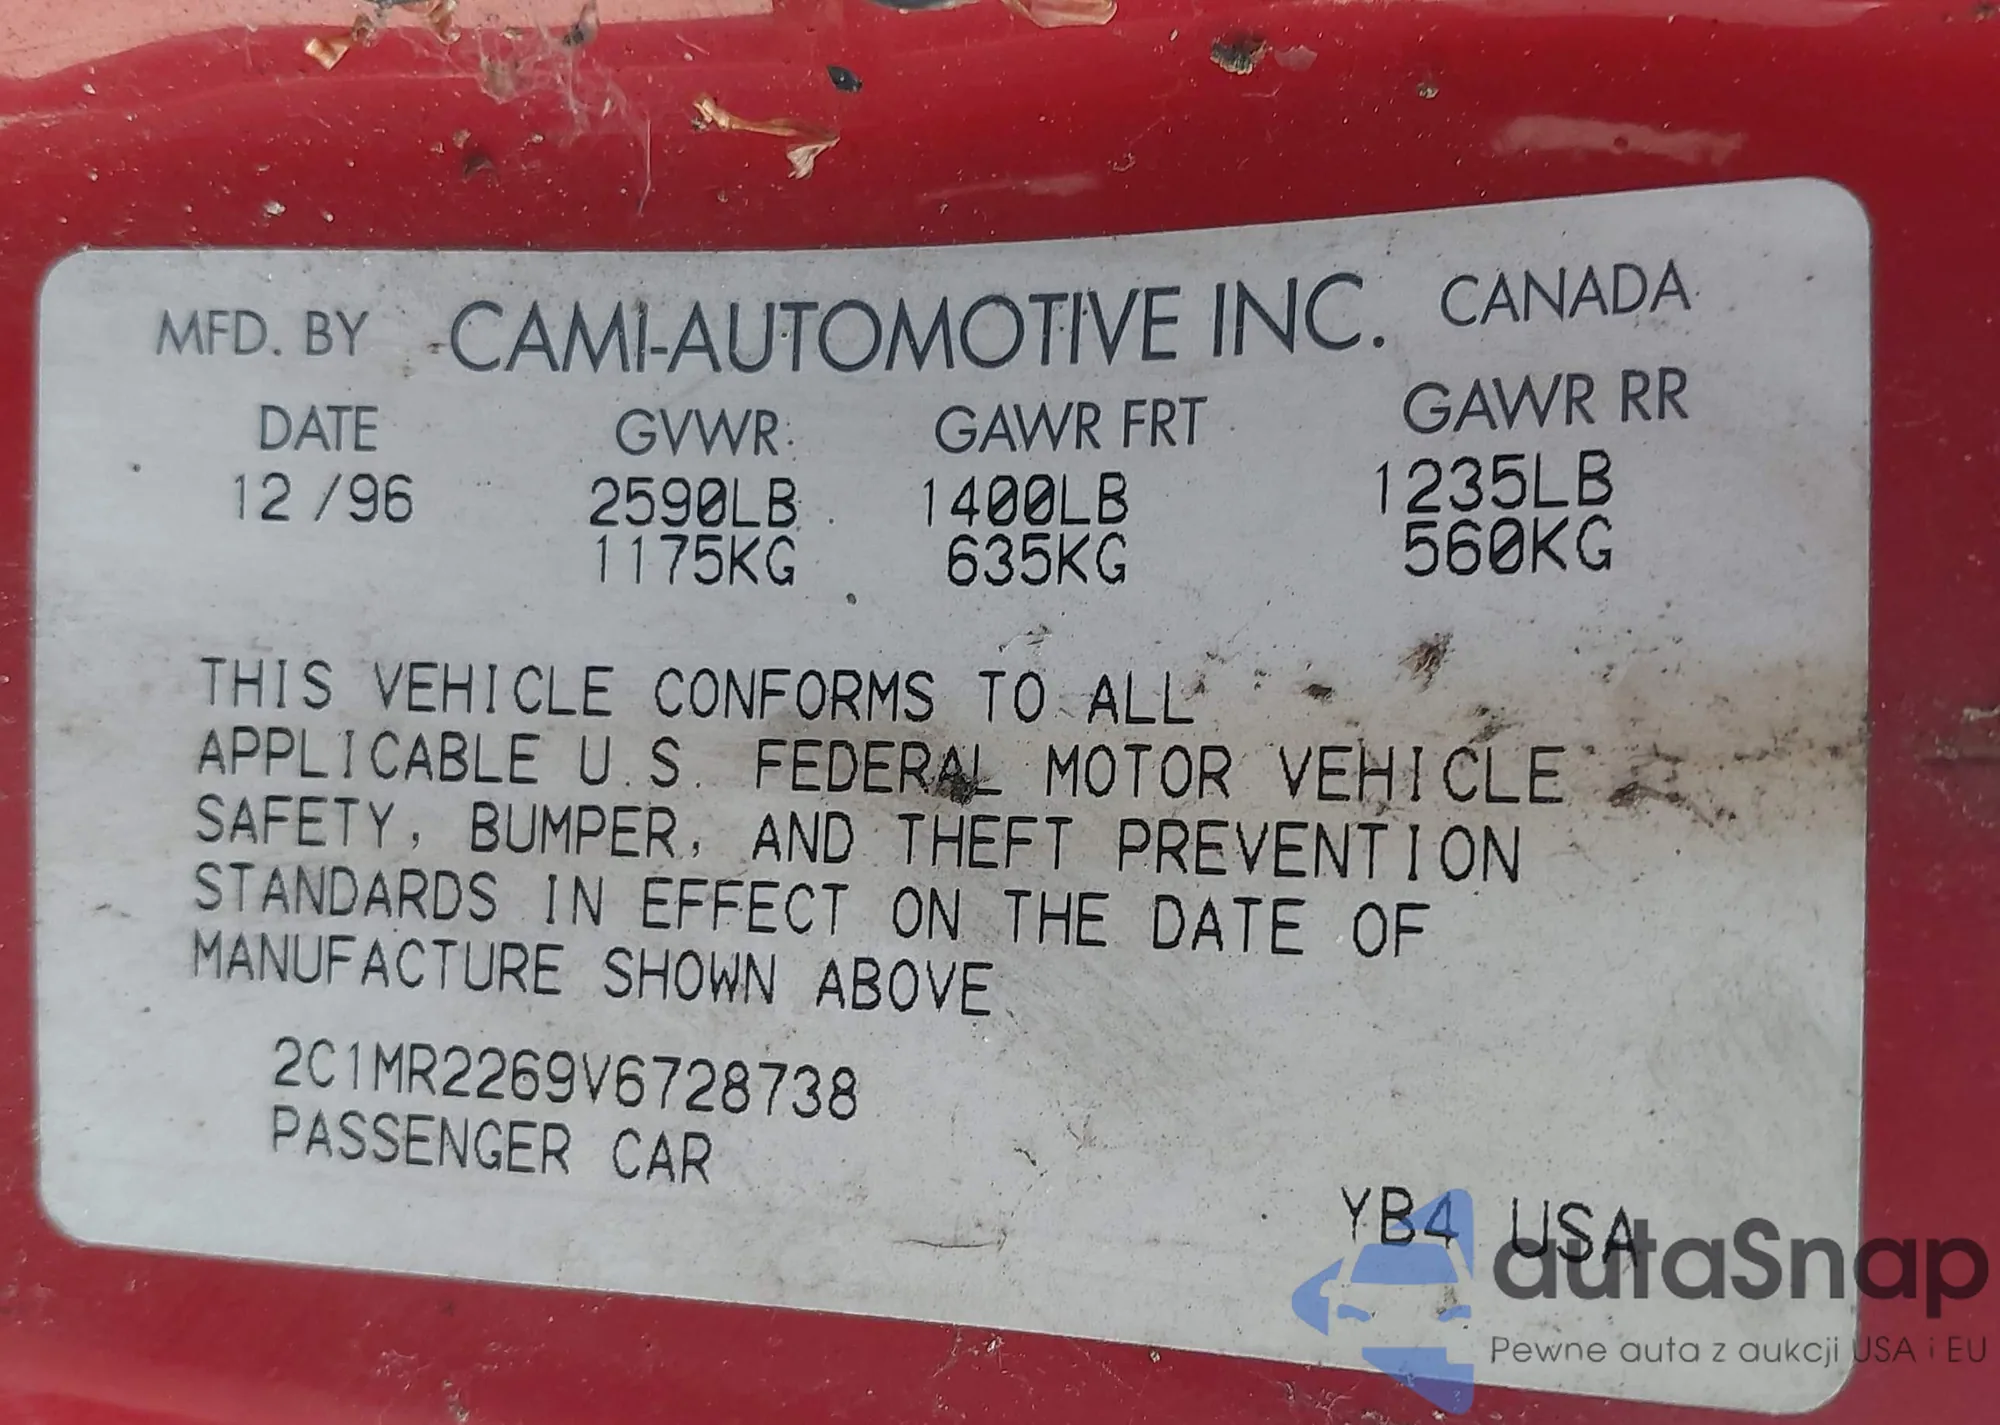 MFD. BY CAMI-AUTOMOTIVE INC. CANADA
DATE GVWR: GAWR FRT GAWR RR
12/96 2590LB 1400LB 1235LB
1175KG 635KG 560KG
THIS VEHICLE CONFORMS TO ALL
APPLICABLE U.S. FEDERAL MOTOR VEHICLE
SAFETY, BUMPER, AND THEFT PREVENTION
STANDARDS IN EFFECT ON THE DATE OF
MANUFACTURE SHOWN ABOVE
2C1MR2269V6728738
PASSENGER CAR
YB4 USA
autaSnap
Pewne auta z aukcji USA i EU